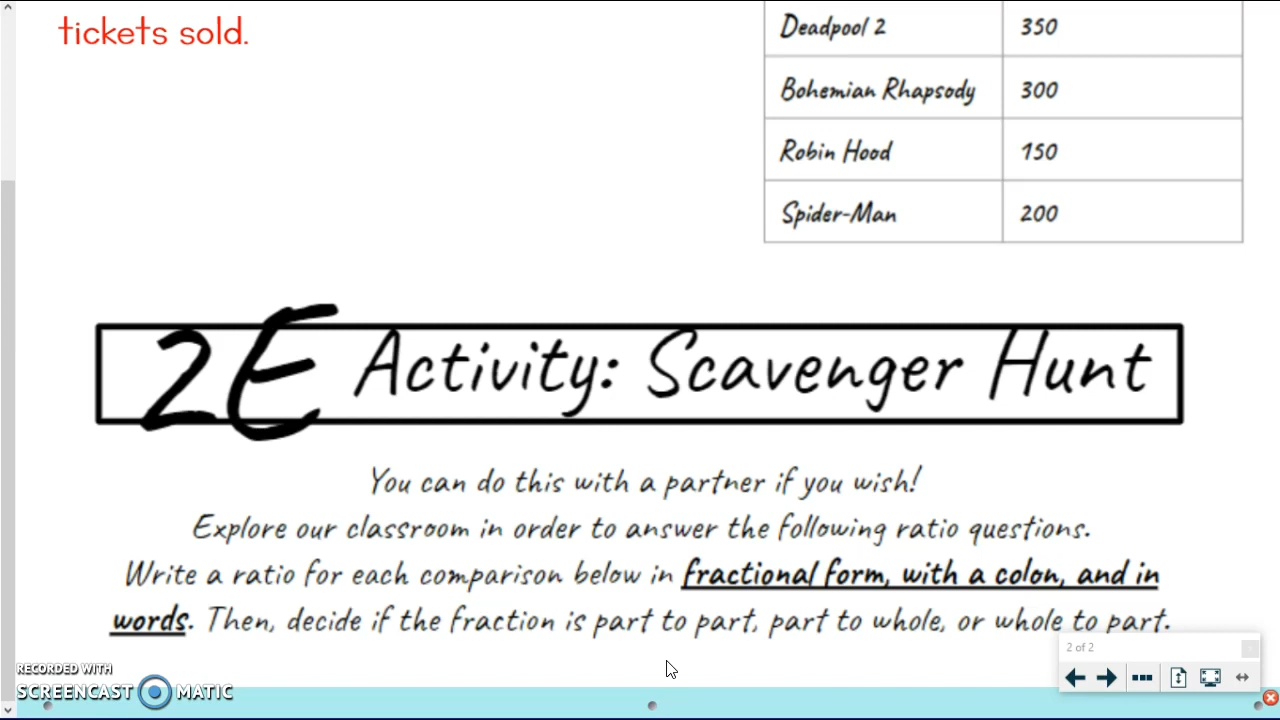 tickets sold.
Deadpool 2 350
Bohemian Rhapsody 300
Robin Hood 150
Spider-Man 200
2E Activity: Scavenger Hunt
You can do this with a partner if you wish!
Explore our classroom in order to answer the following ratio questions.
Write a ratio for each comparison below in fractional form, with a colon, and in
words. Then, decide if the fraction is part to part, part to whole, or whole to part.
2 of 2
RECORDED WITH
SCREENCAST MATIC